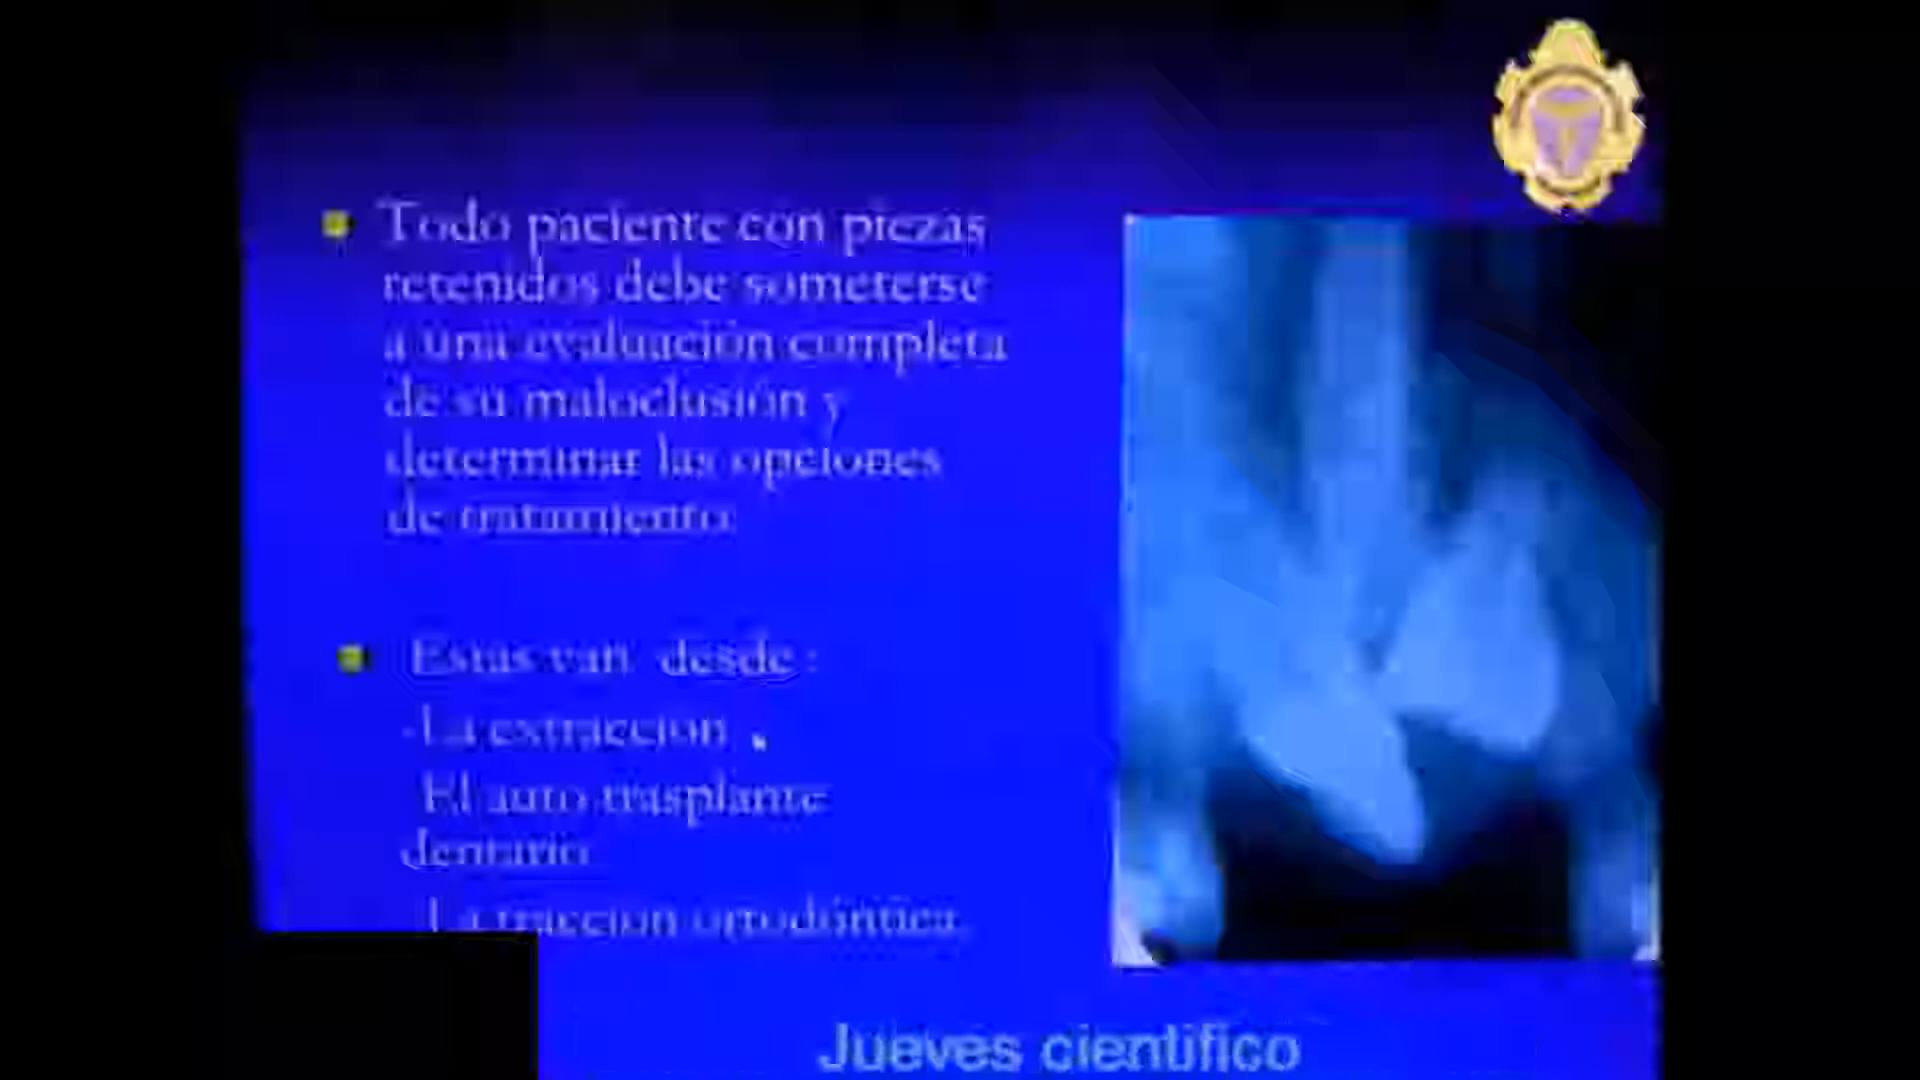 Todo paciente con piezas
retenidos debe someterse
a una evaluación completa
de su maloclusión y
determinar las opciones
de tratamiento
Estas van desde :
-La extraccion
El auto trasplante
dentario
La traccion ortodóntica.
Jueves cientifico